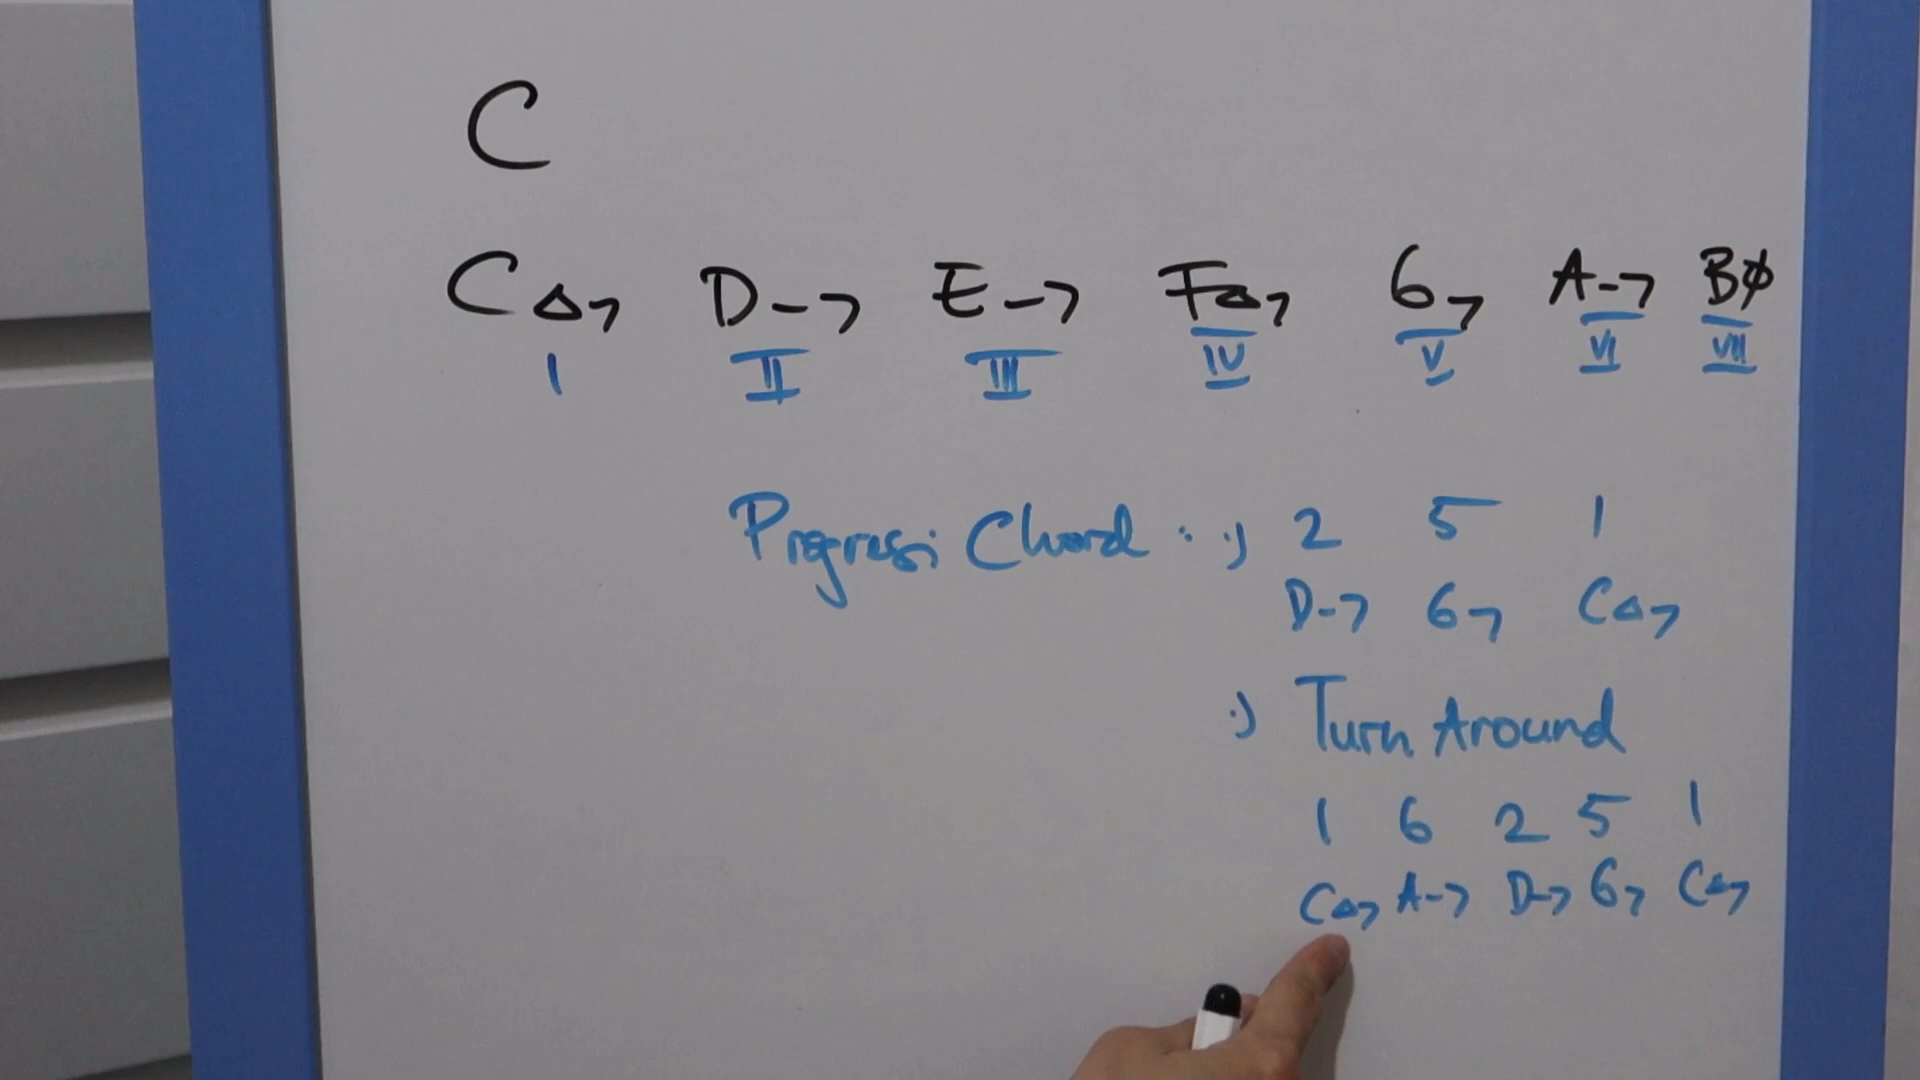 C
C△7 D-7 E-7 F△7 G7 A-7 Bø
I II III IV V VI VII
Progresi Chord : ·) 2 5 1
D-7 G7 C△7
·) Turn Around
1 6 2 5 1
C△7 A-7 D-7 G7 C△7